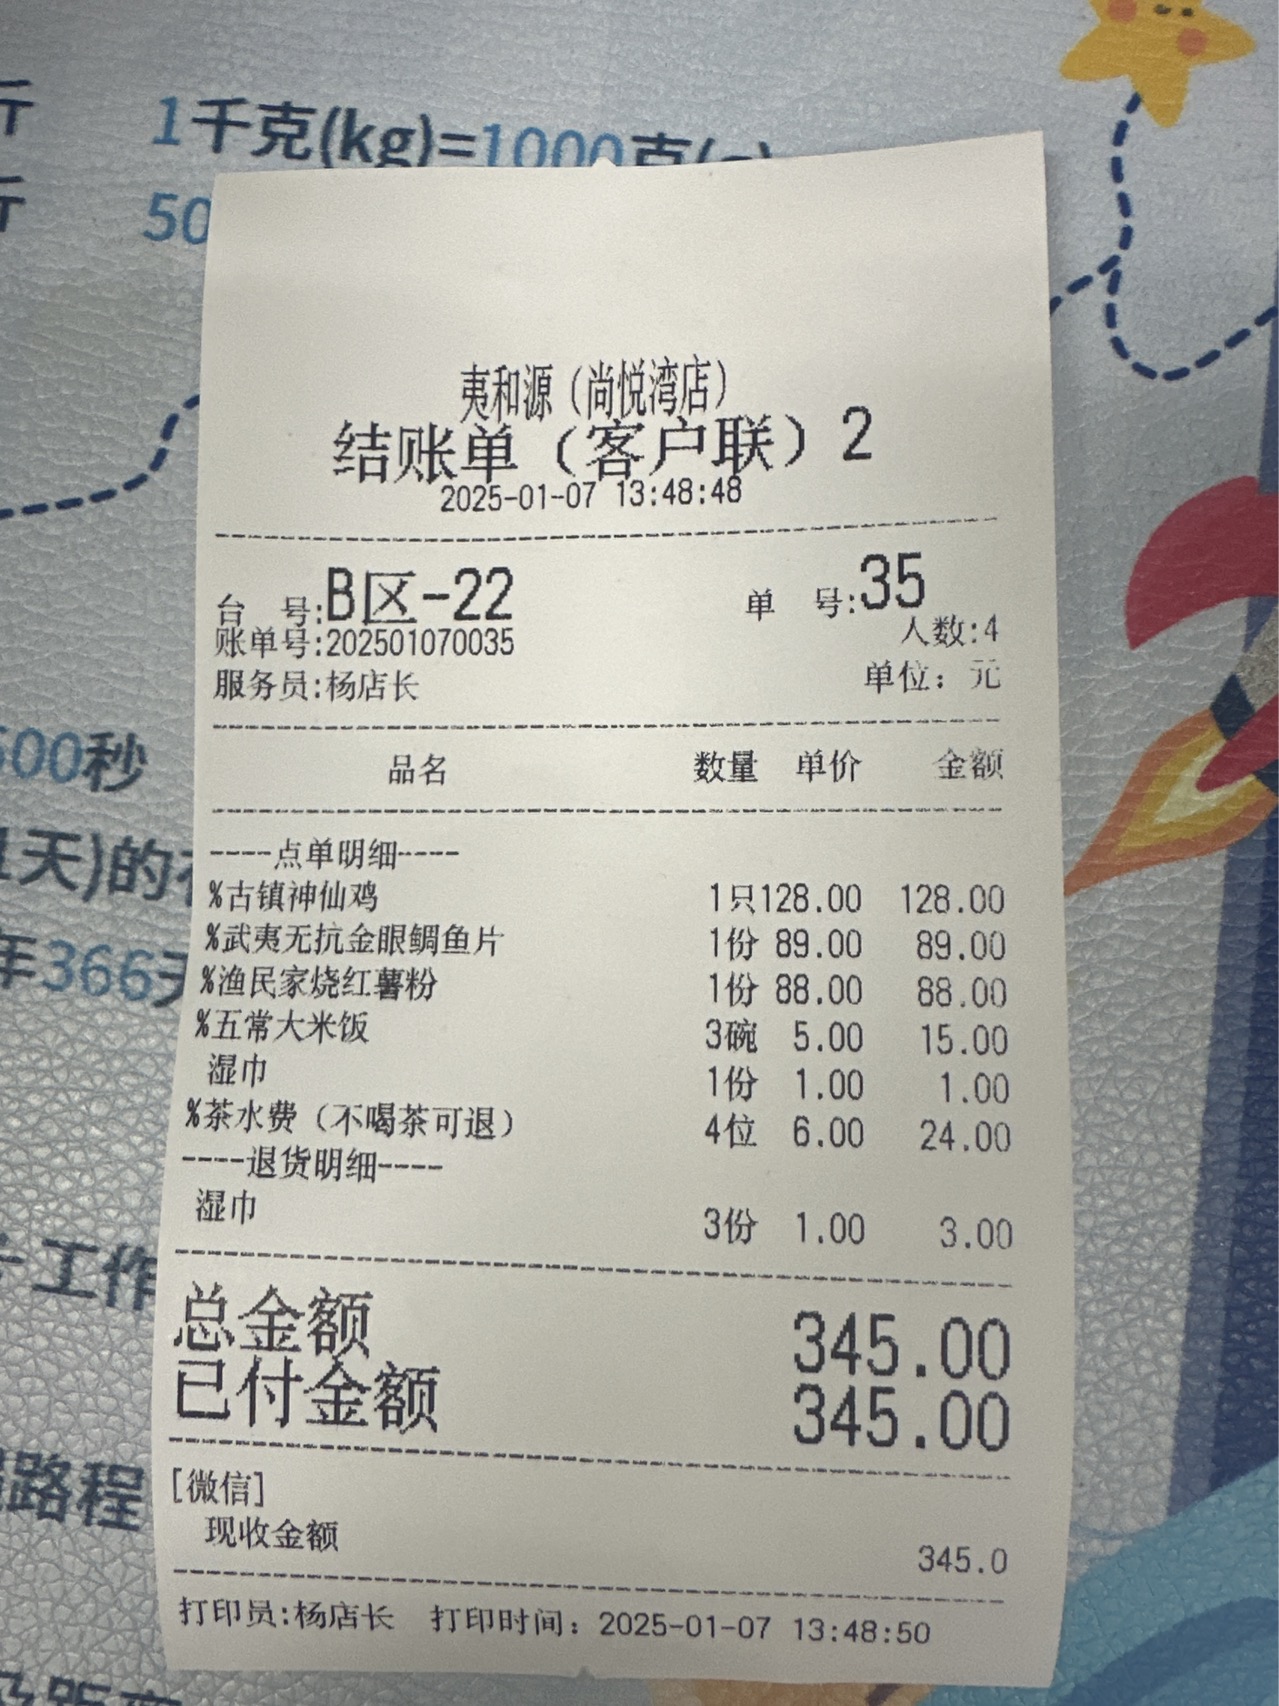 1千克(kg)=1000克(
50
夷和源（尚悦湾店）
结账单（客户联）2
2025-01-07 13:48:48
台 号:B区-22 单 号:35
账单号:202501070035 人数:4
服务员:杨店长 单位：元
品名 数量 单价 金额
----点单明细----
%古镇神仙鸡 1只128.00 128.00
%武夷无抗金眼鲷鱼片 1份 89.00 89.00
%渔民家烧红薯粉 1份 88.00 88.00
%五常大米饭 3碗 5.00 15.00
湿巾 1份 1.00 1.00
%茶水费（不喝茶可退） 4位 6.00 24.00
----退货明细----
湿巾 3份 1.00 3.00
总金额 345.00
已付金额 345.00
[微信]
现收金额 345.0
打印员:杨店长 打印时间：2025-01-07 13:48:50
600秒
天)的
年366天
工作
路程